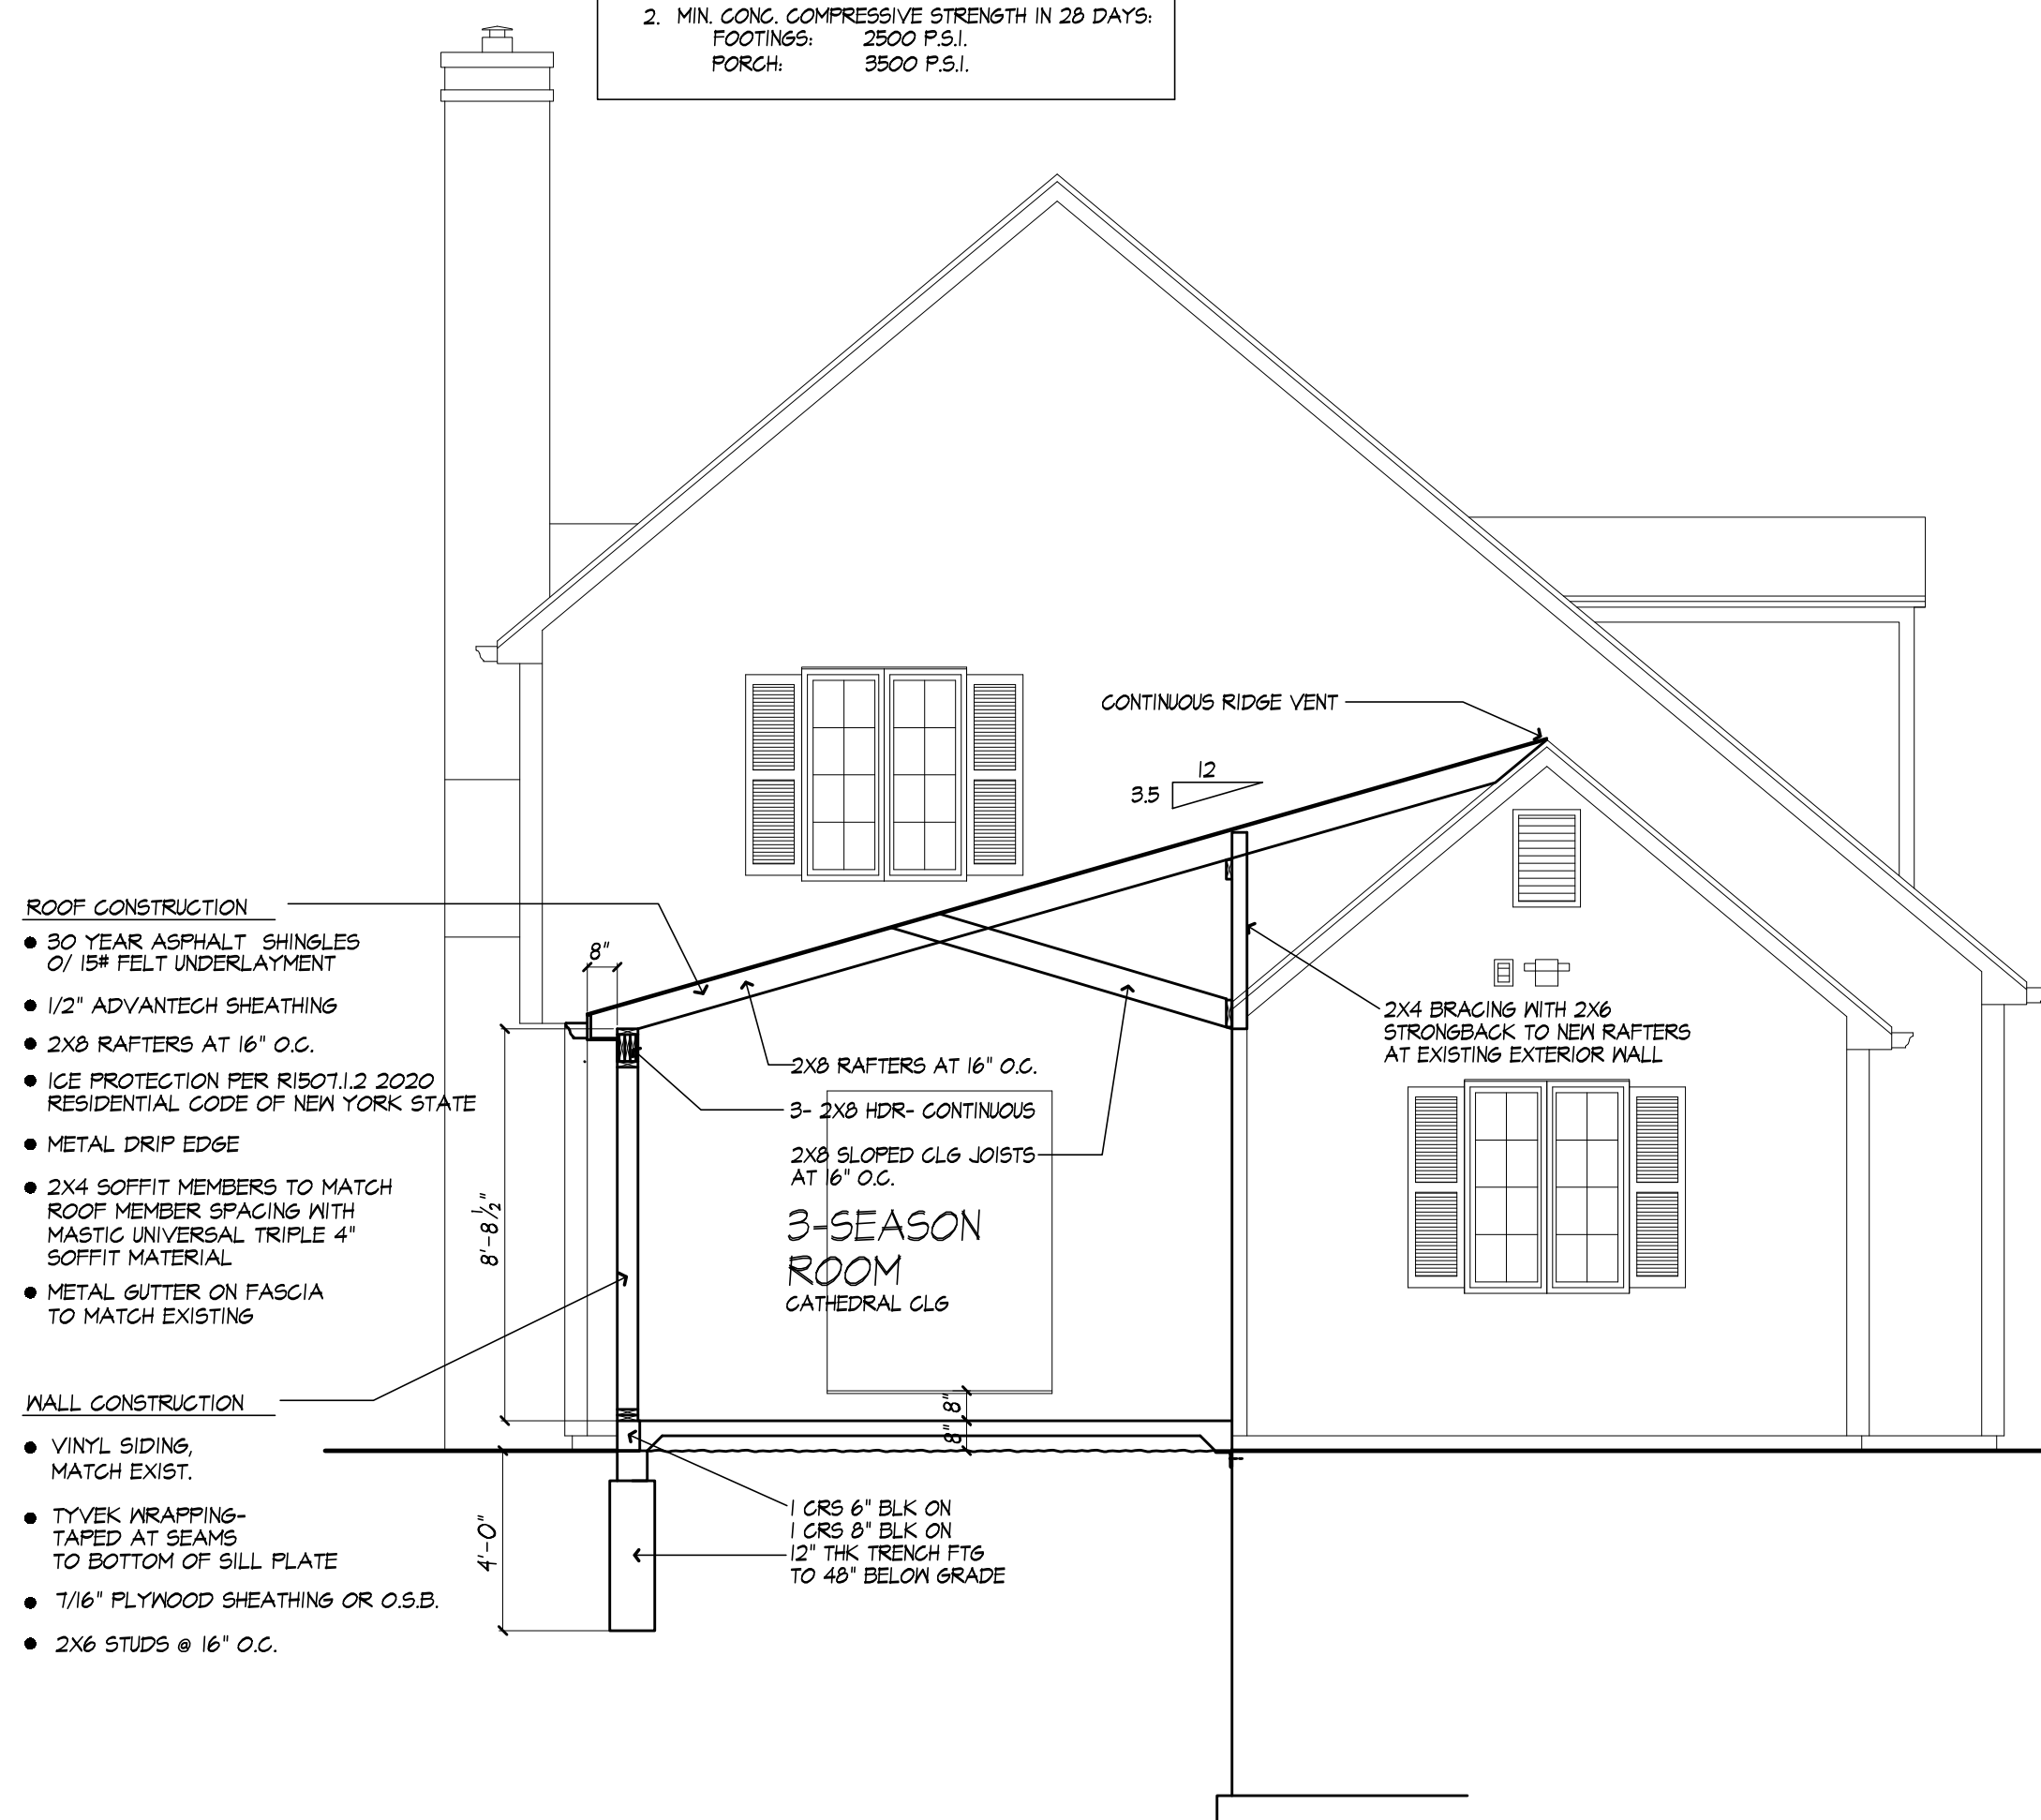 2. MIN. CONC. COMPRESSIVE STRENGTH IN 28 DAYS:
FOOTINGS: 2500 P.S.I.
PORCH: 3500 P.S.I.
CONTINUOUS RIDGE VENT
12
3.5
ROOF CONSTRUCTION
● 30 YEAR ASPHALT SHINGLES
O/ 15# FELT UNDERLAYMENT
● 1/2" ADVANTECH SHEATHING
● 2X8 RAFTERS AT 16" O.C.
● ICE PROTECTION PER R1507.1.2 2020
RESIDENTIAL CODE OF NEW YORK STATE
● METAL DRIP EDGE
● 2X4 SOFFIT MEMBERS TO MATCH
ROOF MEMBER SPACING WITH
MASTIC UNIVERSAL TRIPLE 4"
SOFFIT MATERIAL
● METAL GUTTER ON FASCIA
TO MATCH EXISTING
8"
2X4 BRACING WITH 2X6
STRONGBACK TO NEW RAFTERS
AT EXISTING EXTERIOR WALL
2X8 RAFTERS AT 16" O.C.
3- 2X8 HDR- CONTINUOUS
2X8 SLOPED CLG JOISTS
AT 16" O.C.
3-SEASON
ROOM
CATHEDRAL CLG
8'-8 1/2"
8"
8"
WALL CONSTRUCTION
● VINYL SIDING,
MATCH EXIST.
● TYVEK WRAPPING-
TAPED AT SEAMS
TO BOTTOM OF SILL PLATE
● 7/16" PLYWOOD SHEATHING OR O.S.B.
● 2X6 STUDS @ 16" O.C.
4'-0"
1 CRS 6" BLK ON
1 CRS 8" BLK ON
12" THK TRENCH FTG
TO 48" BELOW GRADE